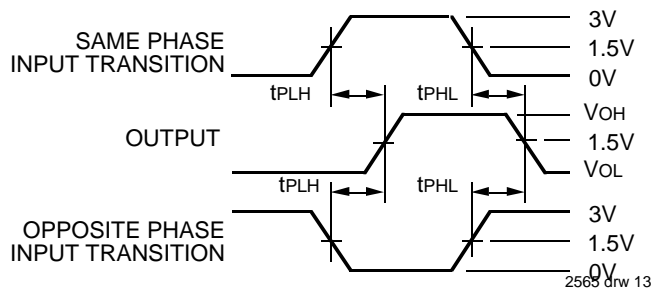 SAME PHASE
INPUT TRANSITION
3V
1.5V
0V
tPLH
tPHL
OUTPUT
VOH
1.5V
VOL
tPLH
tPHL
OPPOSITE PHASE
INPUT TRANSITION
3V
1.5V
0V
2565 drw 13